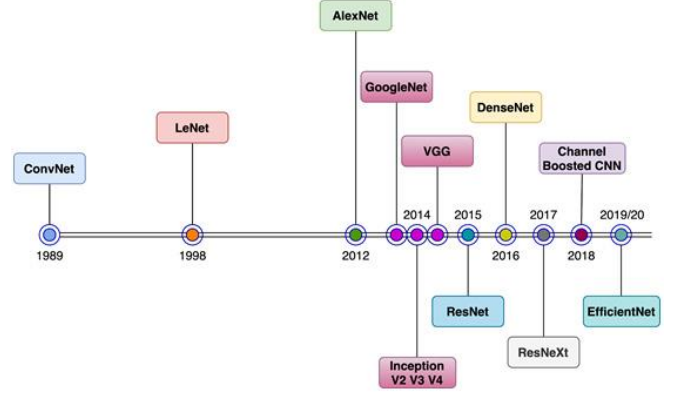 AlexNet
GoogleNet
DenseNet
LeNet
VGG
Channel
Boosted CNN
ConvNet
2014
2015
2017
2019/20
1989
1998
2012
2016
2018
ResNet
EfficientNet
ResNeXt
Inception
V2 V3 V4